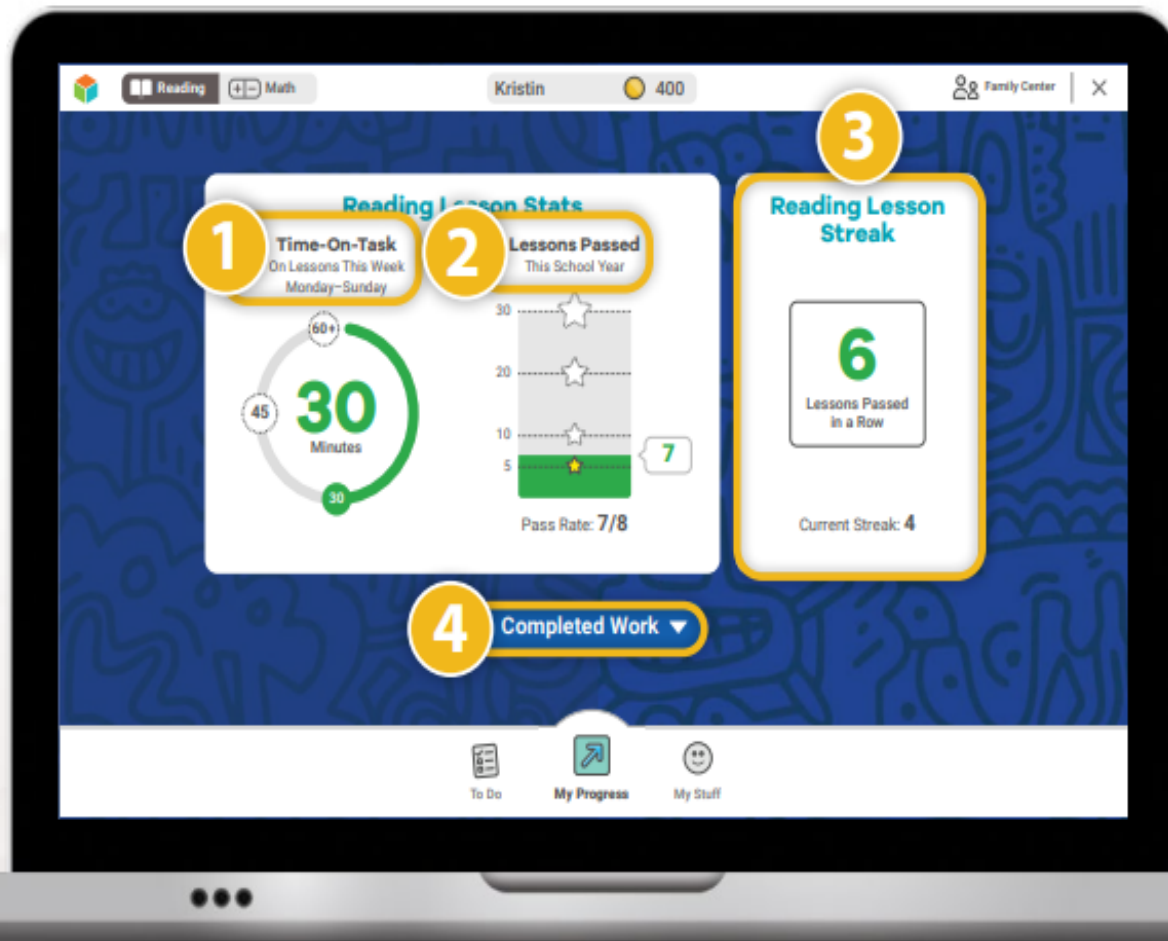 Reading
Math
Kristin
400
Family Center
3
Reading Lesson Stats
1
Time-On-Task
On Lessons This Week
Monday–Sunday
60+
45
30
Minutes
30
2
Lessons Passed
This School Year
30
20
10
5
7
Pass Rate: 7/8
Reading Lesson
Streak
6
Lessons Passed
in a Row
Current Streak: 4
4
Completed Work
To Do
My Progress
My Stuff